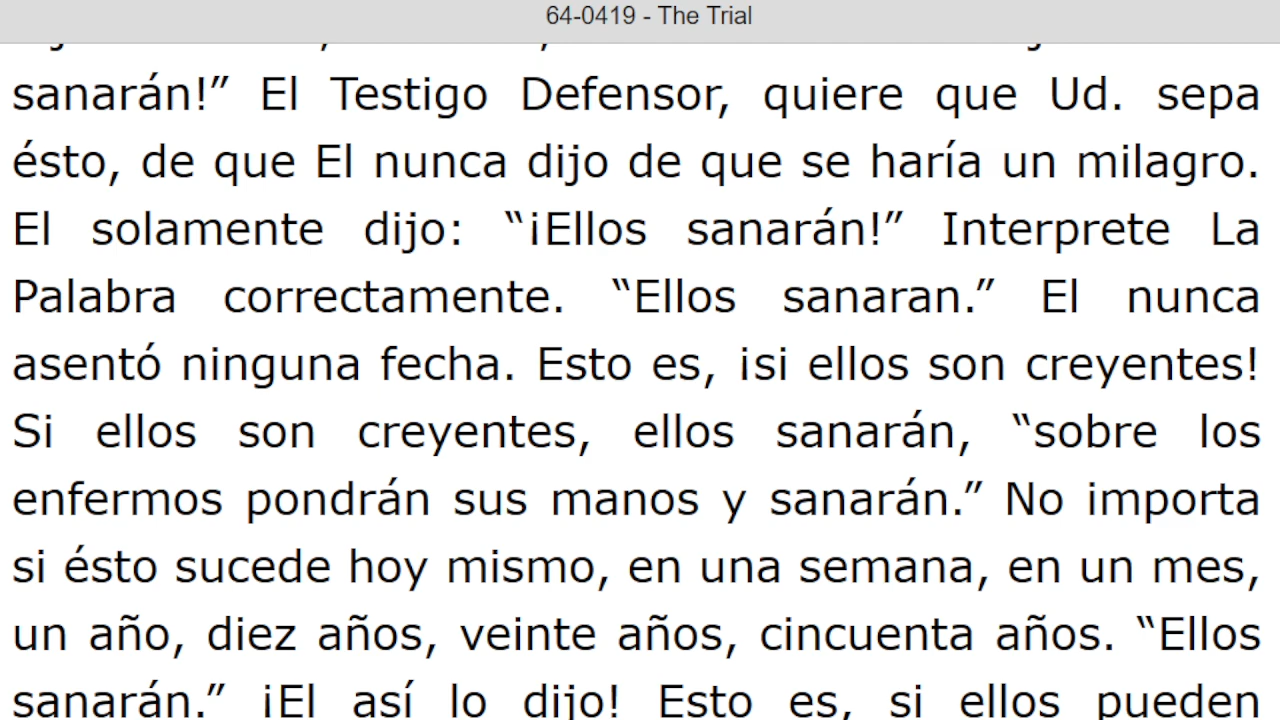 64-0419 - The Trial
sanarán!” El Testigo Defensor, quiere que Ud. sepa
ésto, de que El nunca dijo de que se haría un milagro.
El solamente dijo: “¡Ellos sanarán!” Interprete La
Palabra correctamente. “Ellos sanaran.” El nunca
asentó ninguna fecha. Esto es, ¡si ellos son creyentes!
Si ellos son creyentes, ellos sanarán, “sobre los
enfermos pondrán sus manos y sanarán.” No importa
si ésto sucede hoy mismo, en una semana, en un mes,
un año, diez años, veinte años, cincuenta años. “Ellos
sanarán.” ¡El así lo dijo! Esto es, si ellos pueden